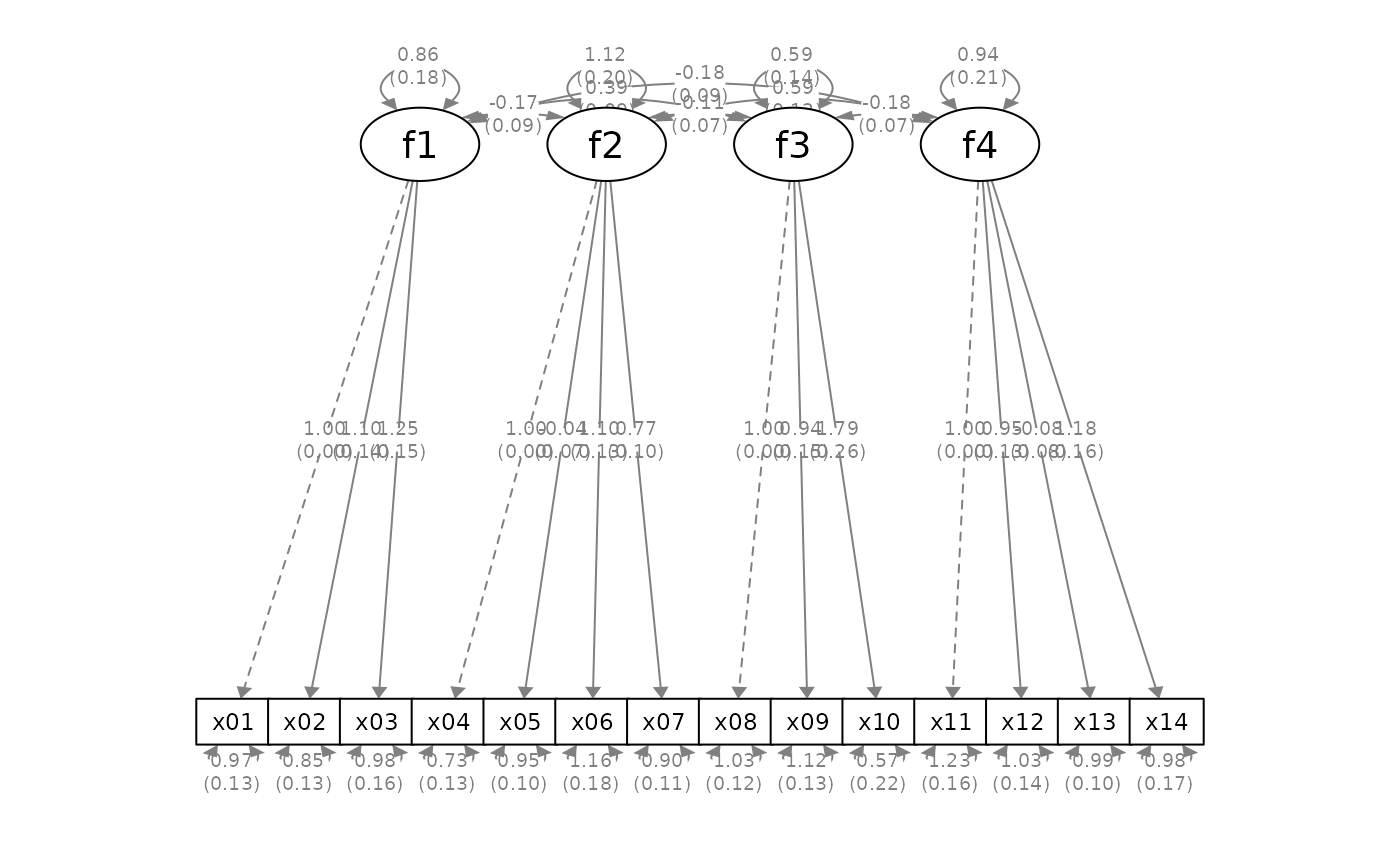 0.86 1.12 0.59 0.94
(0.18) (0.20) -0.18 (0.14) (0.21)
0.39 (0.09) 0.59
-0.17 -0.11 -0.18
(0.09) (0.07) (0.07)
f1 f2 f3 f4
1.00 1.10 1.25 1.00 -0.04 1.10 0.77 1.00 0.94 1.79 1.00 0.95 -0.08 1.18
(0.00) (0.14) (0.15) (0.00) (0.07) (0.13) (0.10) (0.00) (0.15) (0.26) (0.00) (0.13) (0.08) (0.16)
x01 x02 x03 x04 x05 x06 x07 x08 x09 x10 x11 x12 x13 x14
0.97 0.85 0.98 0.73 0.95 1.16 0.90 1.03 1.12 0.57 1.23 1.03 0.99 0.98
(0.13) (0.13) (0.16) (0.13) (0.10) (0.18) (0.11) (0.12) (0.13) (0.22) (0.16) (0.14) (0.10) (0.17)